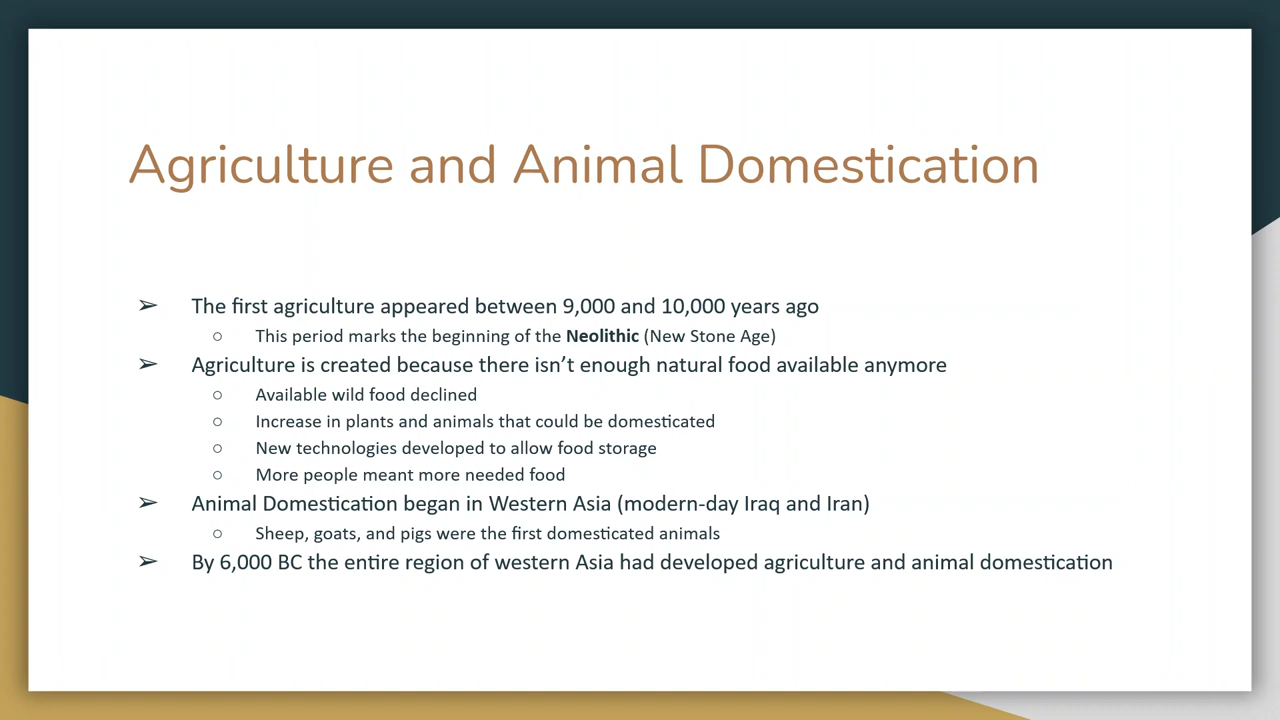 Agriculture and Animal Domestication
➢ The first agriculture appeared between 9,000 and 10,000 years ago
○ This period marks the beginning of the Neolithic (New Stone Age)
➢ Agriculture is created because there isn’t enough natural food available anymore
○ Available wild food declined
○ Increase in plants and animals that could be domesticated
○ New technologies developed to allow food storage
○ More people meant more needed food
➢ Animal Domestication began in Western Asia (modern-day Iraq and Iran)
○ Sheep, goats, and pigs were the first domesticated animals
➢ By 6,000 BC the entire region of western Asia had developed agriculture and animal domestication